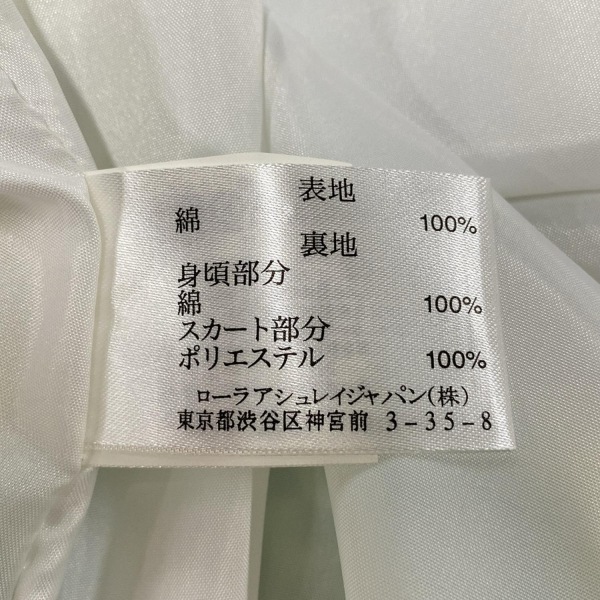 表地
綿 100%
裏地
身頃部分
綿 100%
スカート部分
ポリエステル 100%
ローラアシュレイジャパン(株)
東京都渋谷区神宮前 3-35-8